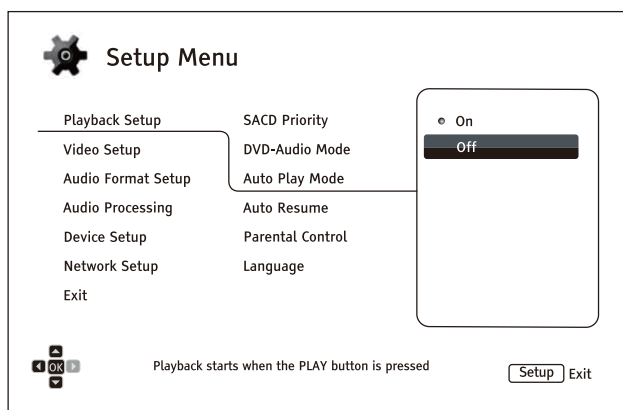 Setup Menu
Playback Setup
Video Setup
Audio Format Setup
Audio Processing
Device Setup
Network Setup
Exit
SACD Priority
DVD-Audio Mode
Auto Play Mode
Auto Resume
Parental Control
Language
On
Off
OK
Playback starts when the PLAY button is pressed
Setup Exit